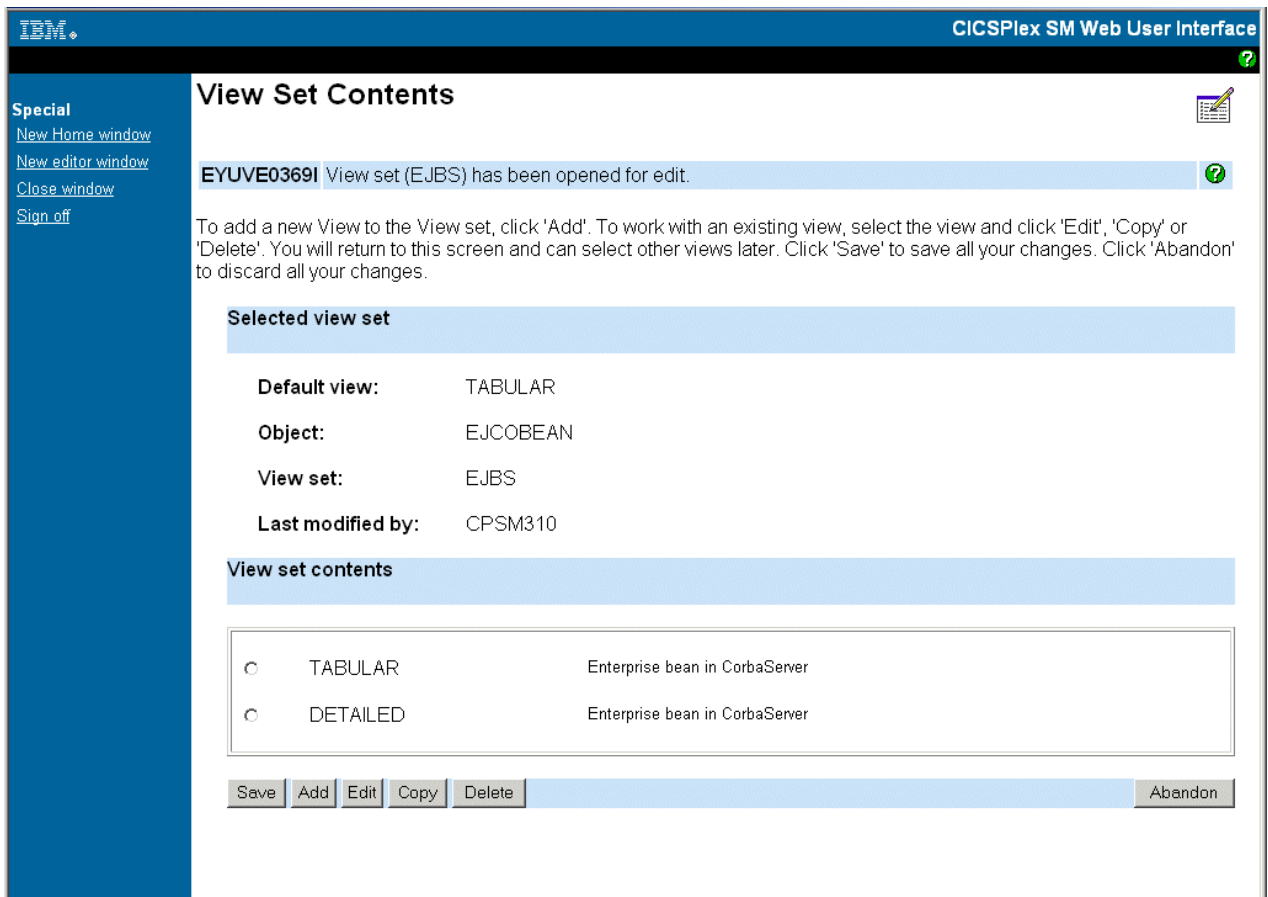 IBM.
CICSPlex SM Web User Interface
?
Special
New Home window
New editor window
Close window
Sign off
View Set Contents
EYUVE0369I View set (EJBS) has been opened for edit.
?
To add a new View to the View set, click 'Add'. To work with an existing view, select the view and click 'Edit', 'Copy' or
'Delete'. You will return to this screen and can select other views later. Click 'Save' to save all your changes. Click 'Abandon'
to discard all your changes.
Selected view set
Default view: TABULAR
Object: EJCOBEAN
View set: EJBS
Last modified by: CPSM310
View set contents
TABULAR Enterprise bean in CorbaServer
DETAILED Enterprise bean in CorbaServer
Save Add Edit Copy Delete Abandon